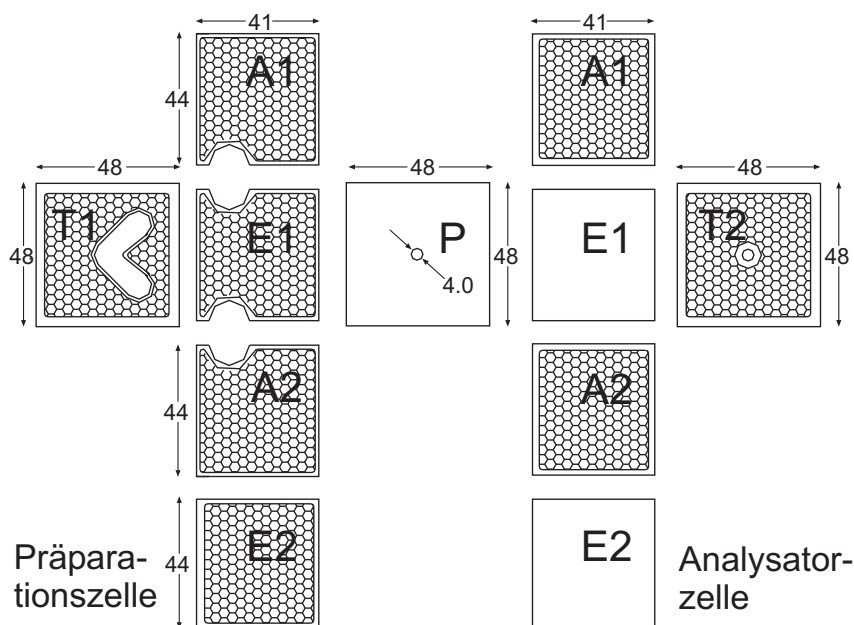 41
41
A1
A1
44
48
48
48
T1
E1
P
E1
T2
48
48
48
4.0
A2
A2
44
E2
E2
44
Präpara-
tionszelle
Analysator-
zelle